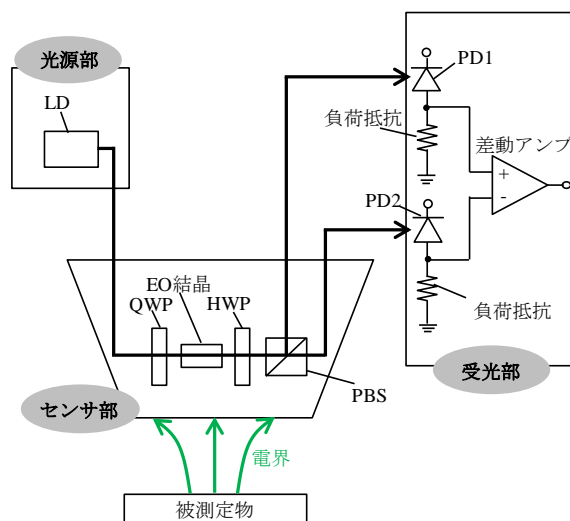 光源部
LD
PD1
負荷抵抗
差動アンプ
+
-
PD2
負荷抵抗
受光部
EO結晶
QWP
HWP
PBS
センサ部
電界
被測定物